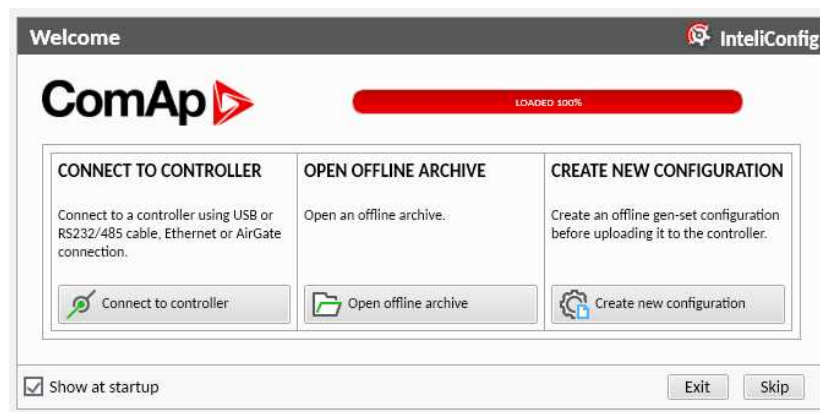 Welcome
InteliConfig
ComAp
LOADED 100%
CONNECT TO CONTROLLER
Connect to a controller using USB or
RS232/485 cable, Ethernet or AirGate
connection.
Connect to controller
OPEN OFFLINE ARCHIVE
Open an offline archive.
Open offline archive
CREATE NEW CONFIGURATION
Create an offline gen-set configuration
before uploading it to the controller.
Create new configuration
Show at startup
Exit
Skip